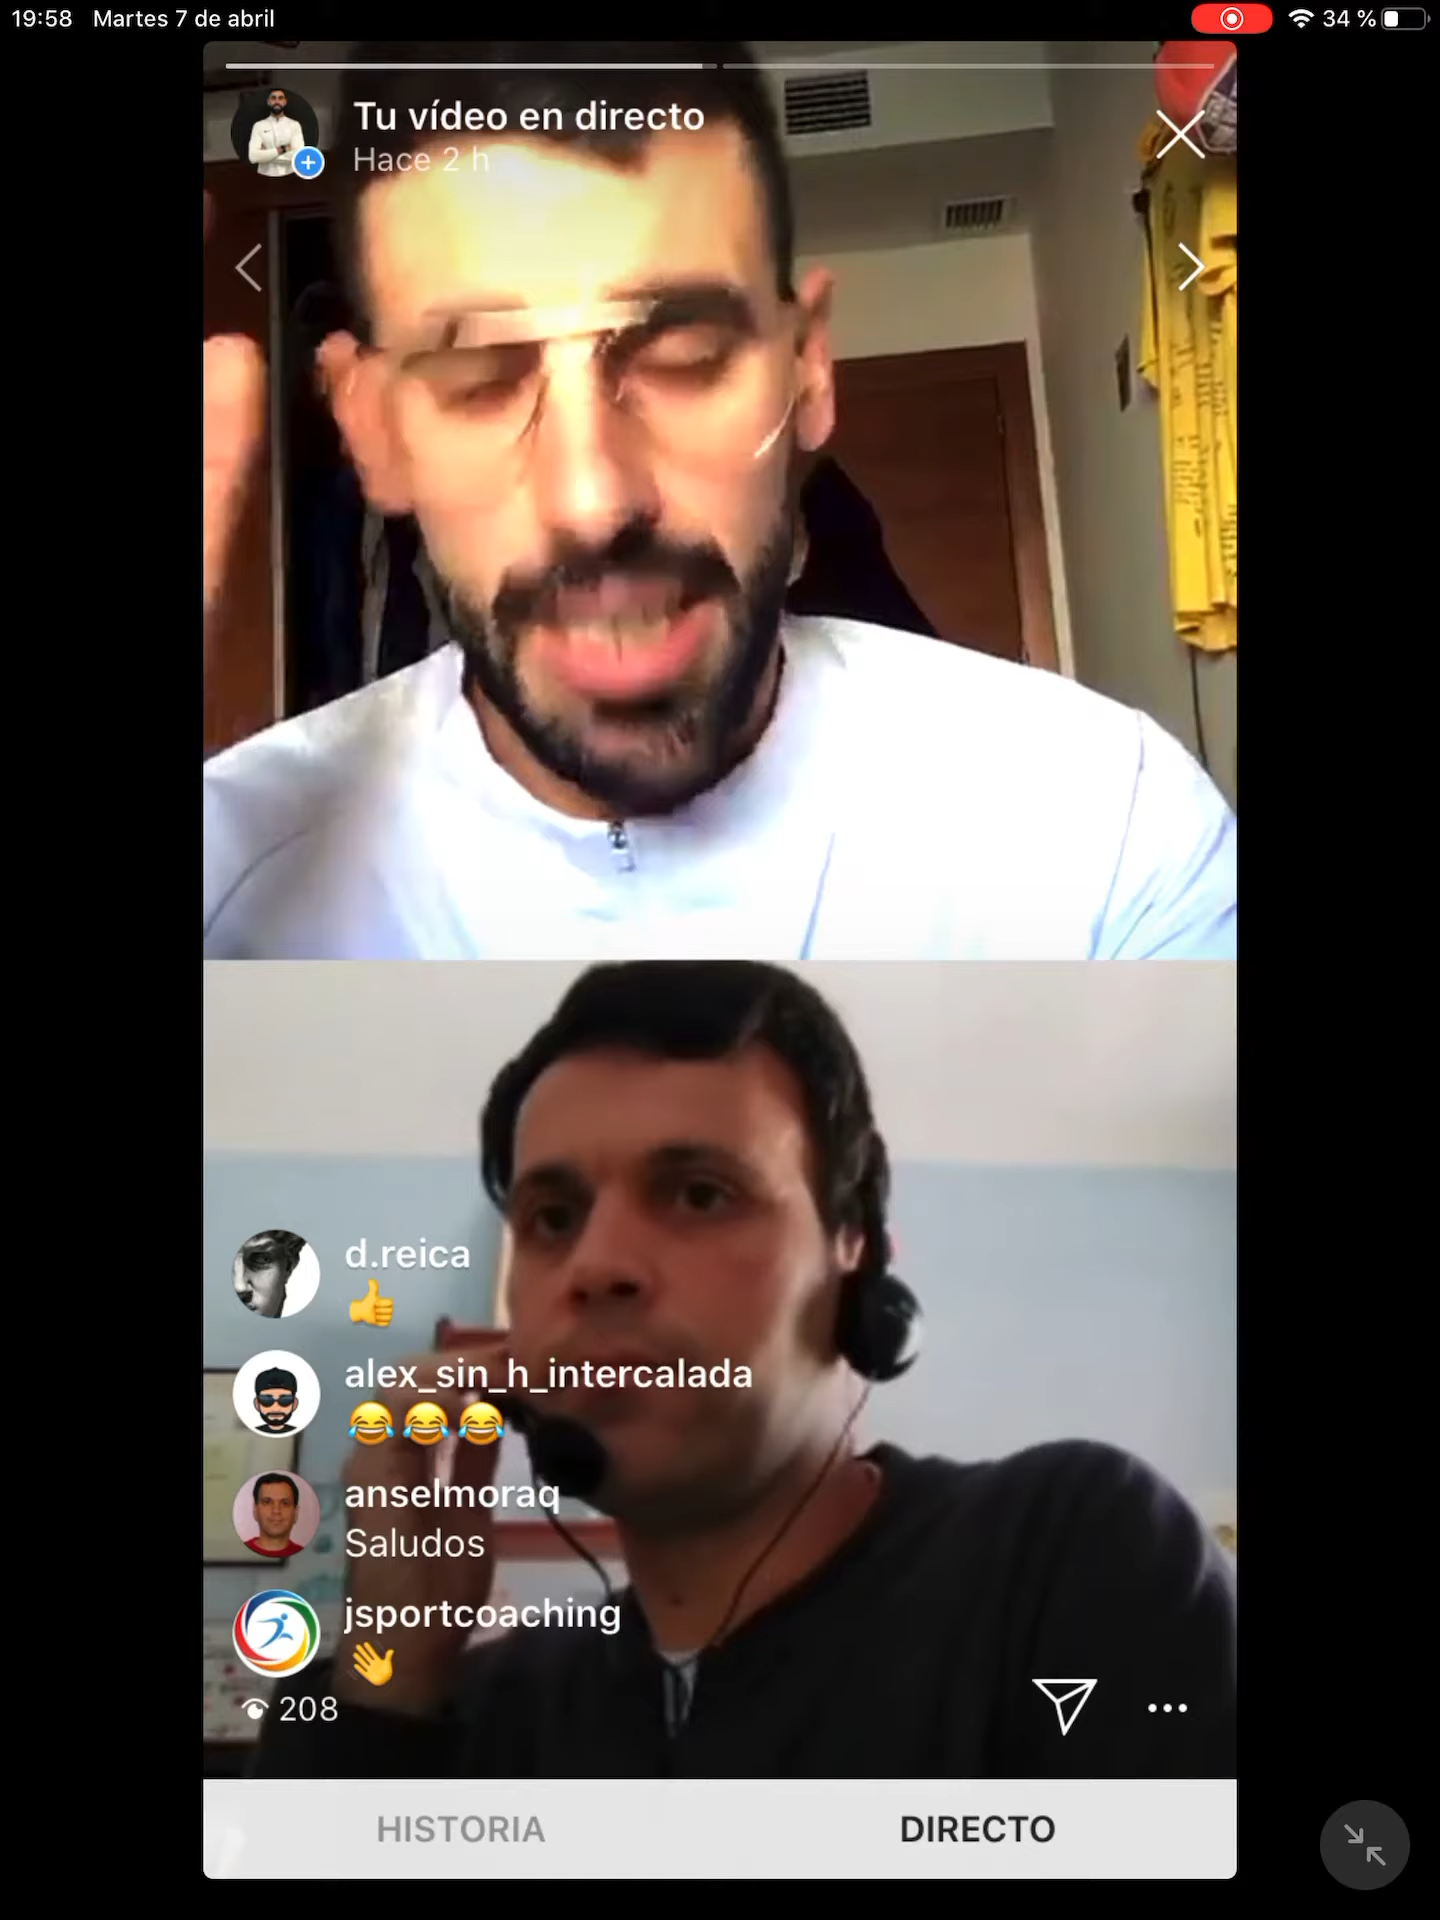 19:58 Martes 7 de abril
34 %
Tu vídeo en directo
Hace 2 h
d.reica
👍
alex_sin_h_intercalada
😂😂😂
anselmoraq
Saludos
jsportcoaching
👋
208
HISTORIA
DIRECTO